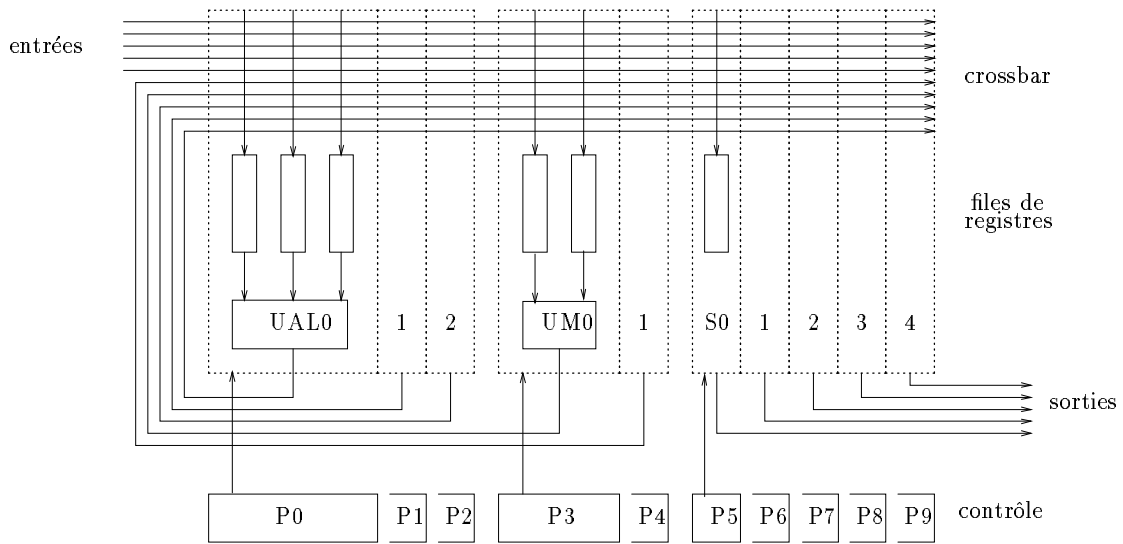 entrées
crossbar
files de
registres
UAL0 1 2 UM0 1 S0 1 2 3 4
sorties
P0 P1 P2 P3 P4 P5 P6 P7 P8 P9 contrôle